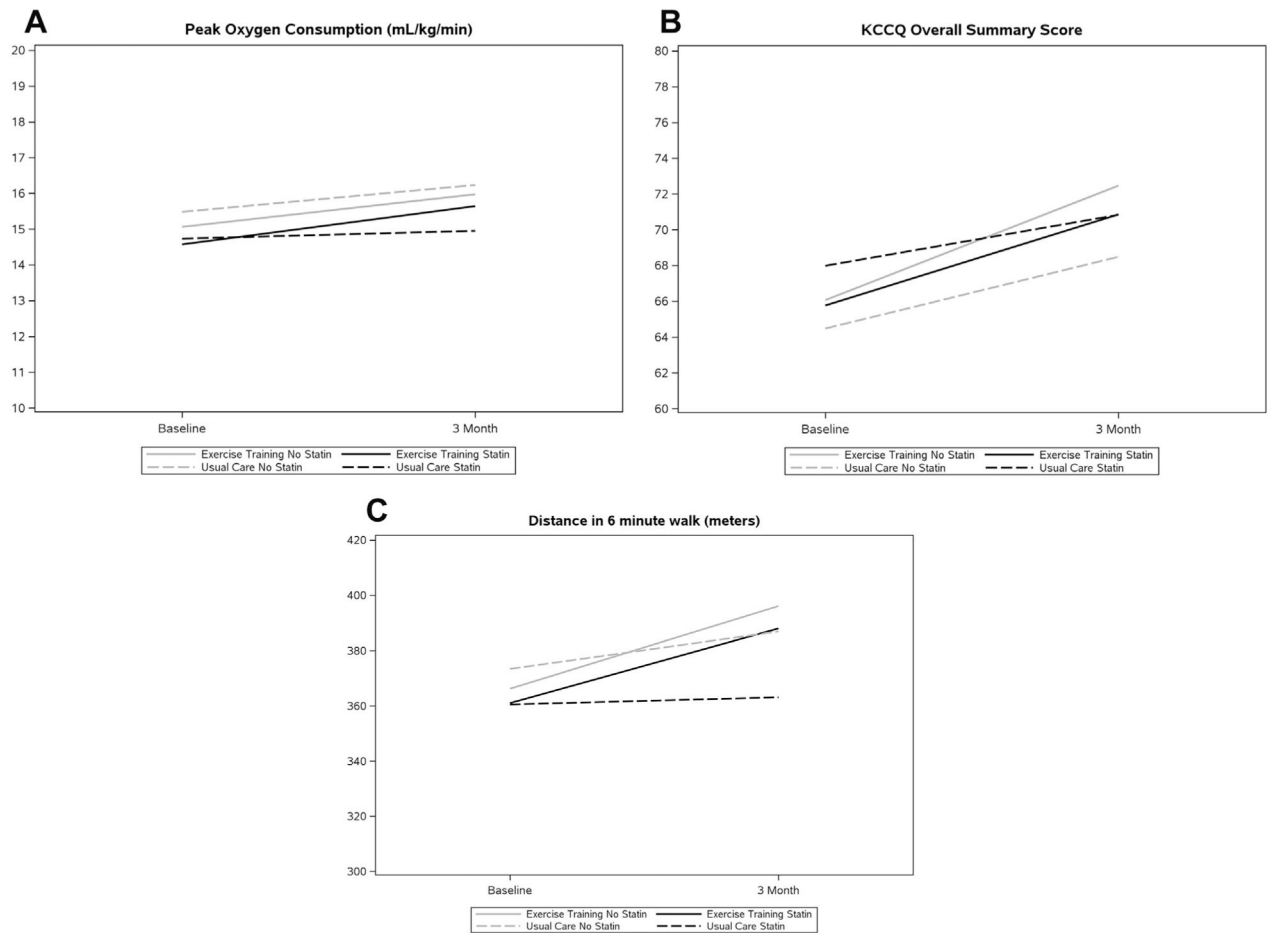 A
Peak Oxygen Consumption (mL/kg/min)
20
19
18
17
16
15
14
13
12
11
10
Baseline
3 Month
Exercise Training No Statin
Exercise Training Statin
Usual Care No Statin
Usual Care Statin
B
KCCQ Overall Summary Score
80
78
76
74
72
70
68
66
64
62
60
Baseline
3 Month
Exercise Training No Statin
Exercise Training Statin
Usual Care No Statin
Usual Care Statin
C
Distance in 6 minute walk (meters)
420
400
380
360
340
320
300
Baseline
3 Month
Exercise Training No Statin
Exercise Training Statin
Usual Care No Statin
Usual Care Statin